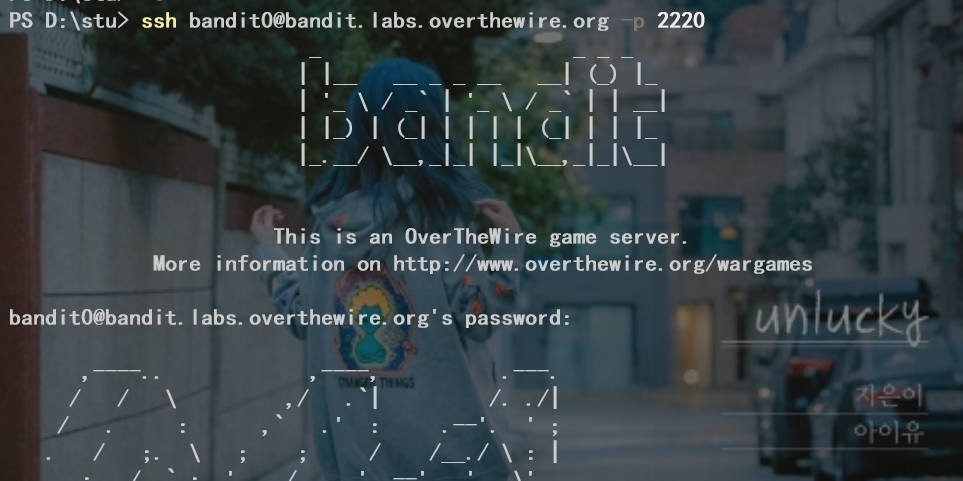 PS D:\stu> ssh bandit0@bandit.labs.overthewire.org -p 2220
bandit
This is an OverTheWire game server.
More information on http://www.overthewire.org/wargames
bandit0@bandit.labs.overthewire.org's password:
unlucky
지은이
아이유